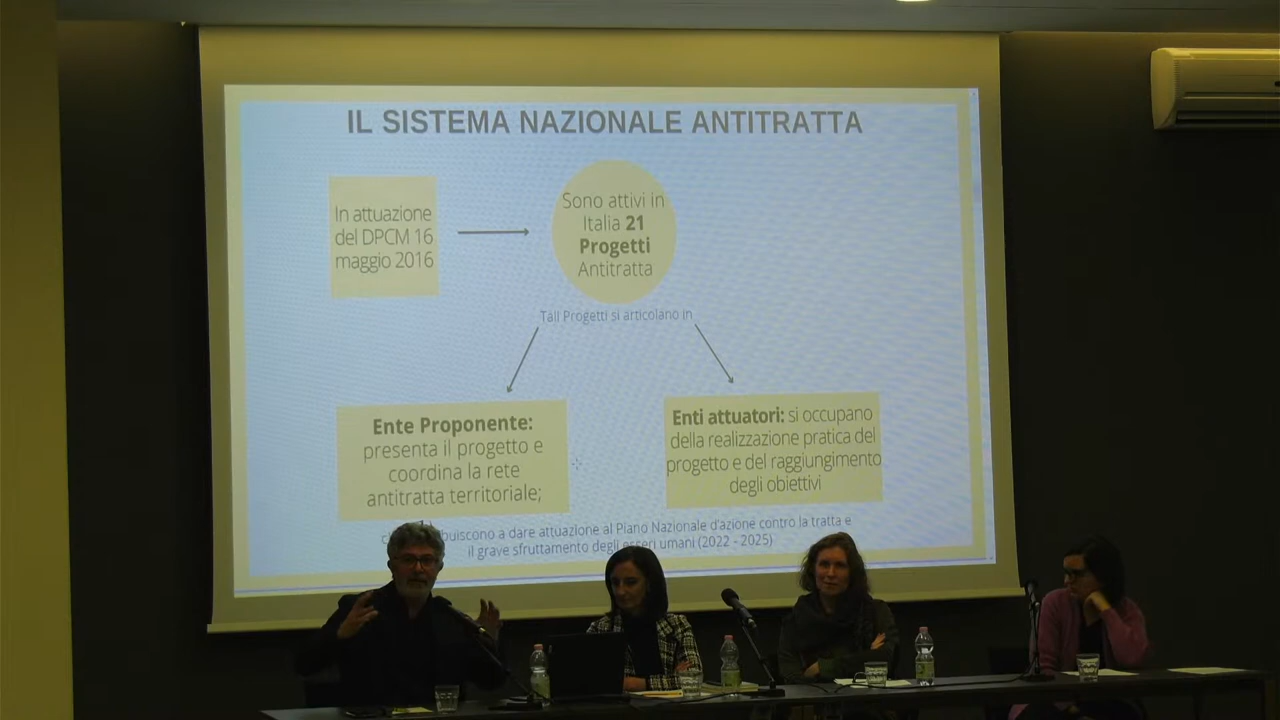 IL SISTEMA NAZIONALE ANTITRATTA
In attuazione
del DPCM 16
maggio 2016
Sono attivi in
Italia 21
Progetti
Antitratta
Tali Progetti si articolano in
Ente Proponente:
presenta il progetto e
coordina la rete
antitratta territoriale;
Enti attuatori: si occupano
della realizzazione pratica del
progetto e del raggiungimento
degli obiettivi
a dare attuazione al Piano Nazionale d'azione contro la tratta e
il grave sfruttamento degli esseri umani (2022 - 2025)